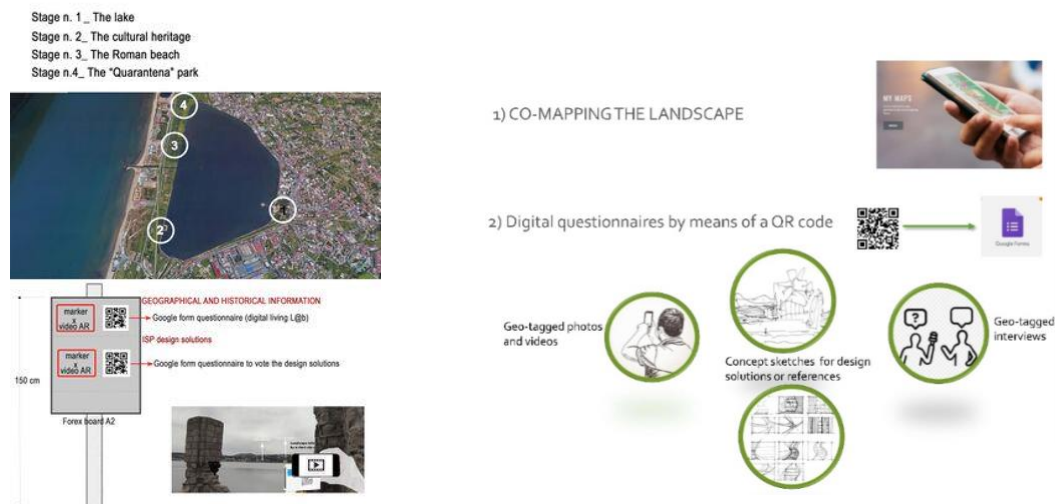 Stage n. 1_ The lake
Stage n. 2_ The cultural heritage
Stage n. 3_ The Roman beach
Stage n.4_ The “Quarantena” park
4
3
2
GEOGRAPHICAL AND HISTORICAL INFORMATION
marker
x
video AR
Google form questionnaire (digital living L@b)
ISP design solutions
marker
x
video AR
Google form questionnaire to vote the design solutions
150 cm
Forex board A2
1) CO-MAPPING THE LANDSCAPE
MY MAPS
2) Digital questionnaires by means of a QR code
Google Forms
Geo-tagged photos
and videos
Concept sketches for design
solutions or references
Geo-tagged
interviews
?